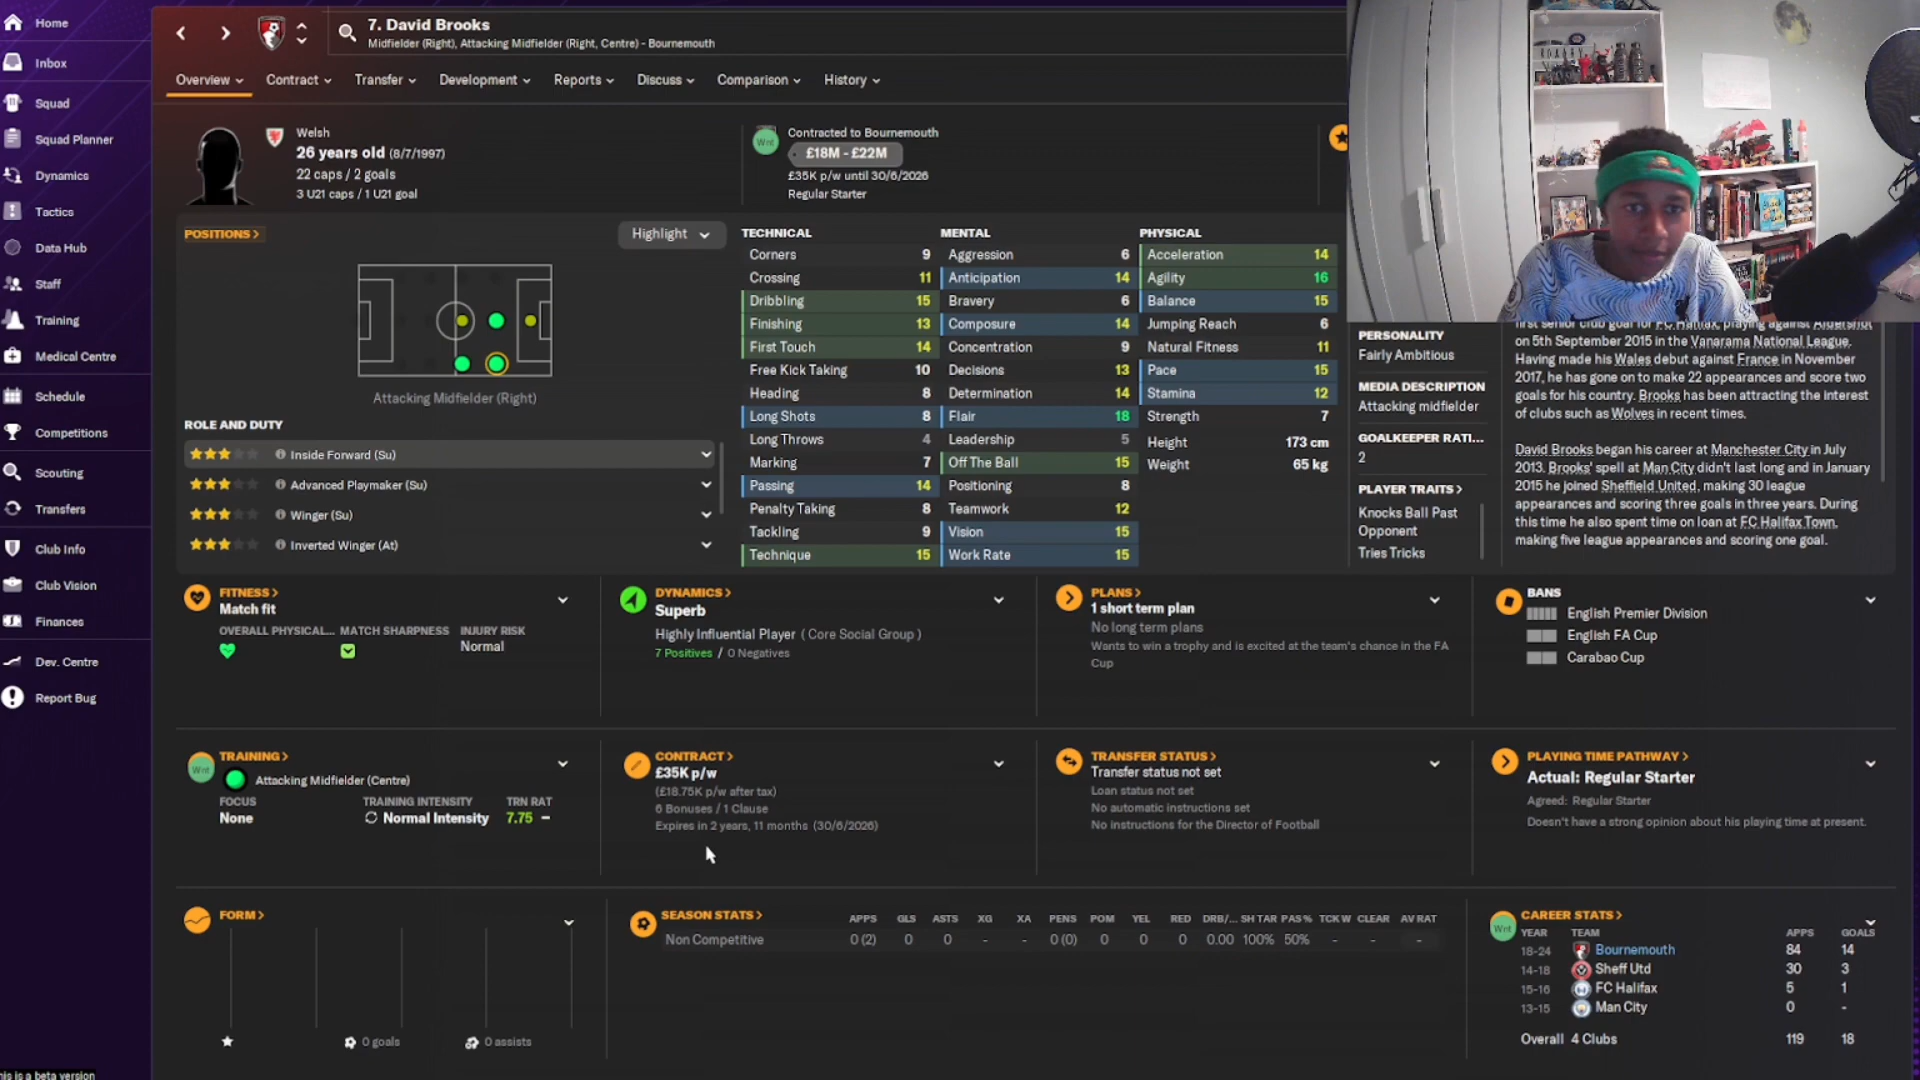 Home
Inbox
Squad
Squad Planner
Dynamics
Tactics
Data Hub
Staff
Training
Medical Centre
Schedule
Competitions
Scouting
Transfers
Club Info
Club Vision
Finances
Dev. Centre
Report Bug
his is a beta version
7. David Brooks
Midfielder (Right), Attacking Midfielder (Right, Centre) - Bournemouth
Overview Contract Transfer Development Reports Discuss Comparison History
Welsh
26 years old (8/7/1997)
22 caps / 2 goals
3 U21 caps / 1 U21 goal
Wnt
Contracted to Bournemouth
£18M - £22M
£35K p/w until 30/6/2026
Regular Starter
POSITIONS >
Highlight
Attacking Midfielder (Right)
ROLE AND DUTY
Inside Forward (Su)
Advanced Playmaker (Su)
Winger (Su)
Inverted Winger (At)
TECHNICAL
Corners 9
Crossing 11
Dribbling 15
Finishing 13
First Touch 14
Free Kick Taking 10
Heading 8
Long Shots 8
Long Throws 4
Marking 7
Passing 14
Penalty Taking 8
Tackling 9
Technique 15
MENTAL
Aggression 6
Anticipation 14
Bravery 6
Composure 14
Concentration 9
Decisions 13
Determination 14
Flair 18
Leadership 5
Off The Ball 15
Positioning 8
Teamwork 12
Vision 15
Work Rate 15
PHYSICAL
Acceleration 14
Agility 16
Balance 15
Jumping Reach 6
Natural Fitness 11
Pace 15
Stamina 12
Strength 7
Height 173 cm
Weight 65 kg
PERSONALITY
Fairly Ambitious
MEDIA DESCRIPTION
Attacking midfielder
GOALKEEPER RATI...
2
PLAYER TRAITS >
Knocks Ball Past
Opponent
Tries Tricks
first senior club goal for FC Halifax, playing against Aldershot
on 5th September 2015 in the Vanarama National League.
Having made his Wales debut against France in November
2017, he has gone on to make 22 appearances and score two
goals for his country. Brooks has been attracting the interest
of clubs such as Wolves in recent times.
David Brooks began his career at Manchester City in July
2013. Brooks' spell at Man City didn't last long and in January
2015 he joined Sheffield United, making 30 league
appearances and scoring three goals in three years. During
this time he also spent time on loan at FC Halifax Town,
making five league appearances and scoring one goal.
FITNESS >
Match fit
OVERALL PHYSICAL... MATCH SHARPNESS INJURY RISK
Normal
DYNAMICS >
Superb
Highly Influential Player ( Core Social Group )
7 Positives / 0 Negatives
PLANS >
1 short term plan
No long term plans
Wants to win a trophy and is excited at the team's chance in the FA
Cup
BANS
English Premier Division
English FA Cup
Carabao Cup
Wnt
TRAINING >
Attacking Midfielder (Centre)
FOCUS TRAINING INTENSITY TRN RAT
None Normal Intensity 7.75 –
CONTRACT >
£35K p/w
(£18.75K p/w after tax)
6 Bonuses / 1 Clause
Expires in 2 years, 11 months (30/6/2026)
TRANSFER STATUS >
Transfer status not set
Loan status not set
No automatic instructions set
No instructions for the Director of Football
PLAYING TIME PATHWAY >
Actual: Regular Starter
Agreed: Regular Starter
Doesn't have a strong opinion about his playing time at present.
FORM >
0 goals 0 assists
SEASON STATS > APPS GLS ASTS XG XA PENS POM YEL RED DRB/... SH TAR PAS % TCK W CLEAR AV RAT
Non Competitive 0 (2) 0 0 - - 0 (0) 0 0 0 0.00 100% 50% - - -
Wnt
CAREER STATS >
YEAR TEAM APPS GOALS
18-24 Bournemouth 84 14
14-18 Sheff Utd 30 3
15-16 FC Halifax 5 1
13-15 Man City 0 -
Overall 4 Clubs 119 18